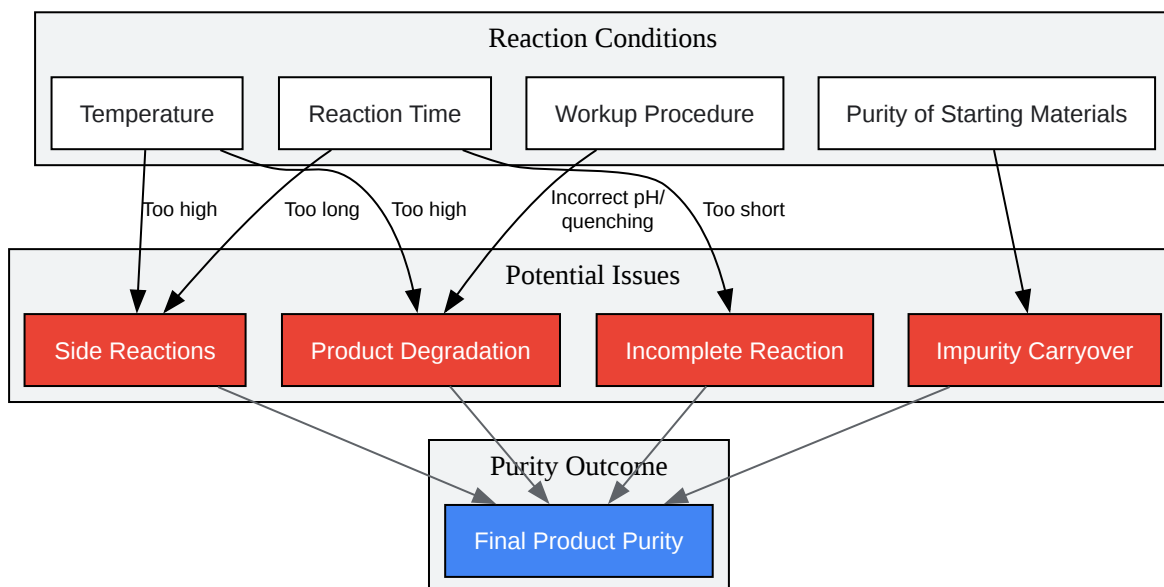 Reaction Conditions
Temperature
Reaction Time
Workup Procedure
Purity of Starting Materials
Too high
Too long
Too high
Incorrect pH/
quenching
Too short
Potential Issues
Side Reactions
Product Degradation
Incomplete Reaction
Impurity Carryover
Purity Outcome
Final Product Purity